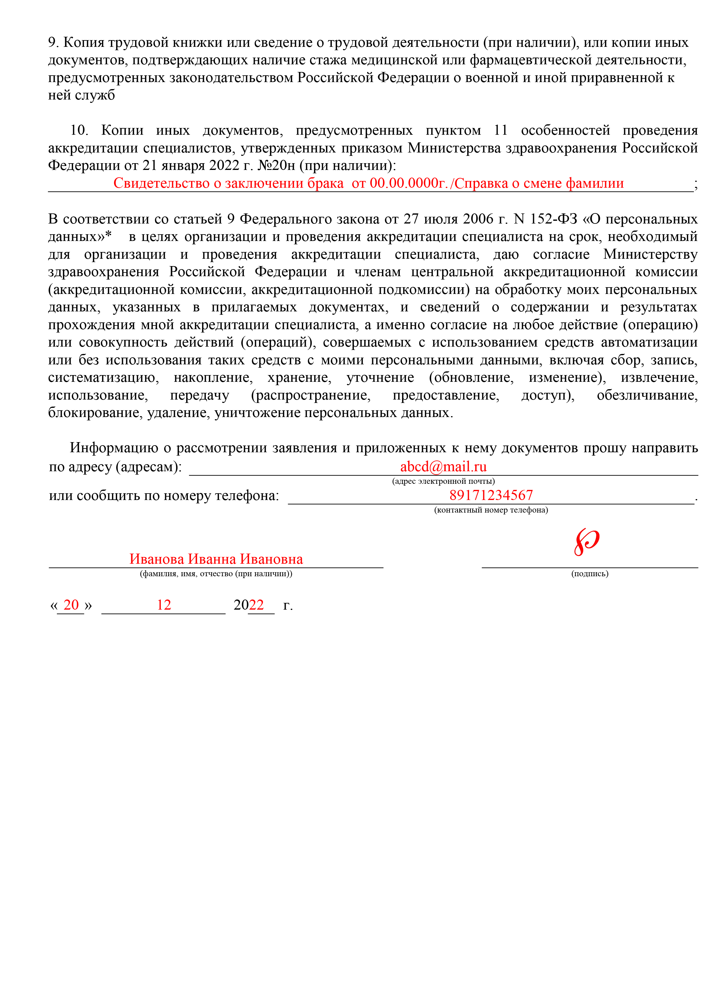 9. Копия трудовой книжки или сведение о трудовой деятельности (при наличии), или копии иных
документов, подтверждающих наличие стажа медицинской или фармацевтической деятельности,
предусмотренных законодательством Российской Федерации о военной и иной приравненной к
ней служб
10. Копии иных документов, предусмотренных пунктом 11 особенностей проведения
аккредитации специалистов, утвержденных приказом Министерства здравоохранения Российской
Федерации от 21 января 2022 г. №20н (при наличии):
Свидетельство о заключении брака от 00.00.0000г./Справка о смене фамилии ;
В соответствии со статьей 9 Федерального закона от 27 июля 2006 г. N 152-ФЗ «О персональных
данных»* в целях организации и проведения аккредитации специалиста на срок, необходимый
для организации и проведения аккредитации специалиста, даю согласие Министерству
здравоохранения Российской Федерации и членам центральной аккредитационной комиссии
(аккредитационной комиссии, аккредитационной подкомиссии) на обработку моих персональных
данных, указанных в прилагаемых документах, и сведений о содержании и результатах
прохождения мной аккредитации специалиста, а именно согласие на любое действие (операцию)
или совокупность действий (операций), совершаемых с использованием средств автоматизации
или без использования таких средств с моими персональными данными, включая сбор, запись,
систематизацию, накопление, хранение, уточнение (обновление, изменение), извлечение,
использование, передачу (распространение, предоставление, доступ), обезличивание,
блокирование, удаление, уничтожение персональных данных.
Информацию о рассмотрении заявления и приложенных к нему документов прошу направить
по адресу (адресам): abcd@mail.ru
(адрес электронной почты)
или сообщить по номеру телефона: 89171234567 .
(контактный номер телефона)
Иванова Иванна Ивановна
(фамилия, имя, отчество (при наличии)) (подпись)
« 20 » 12 2022 г.